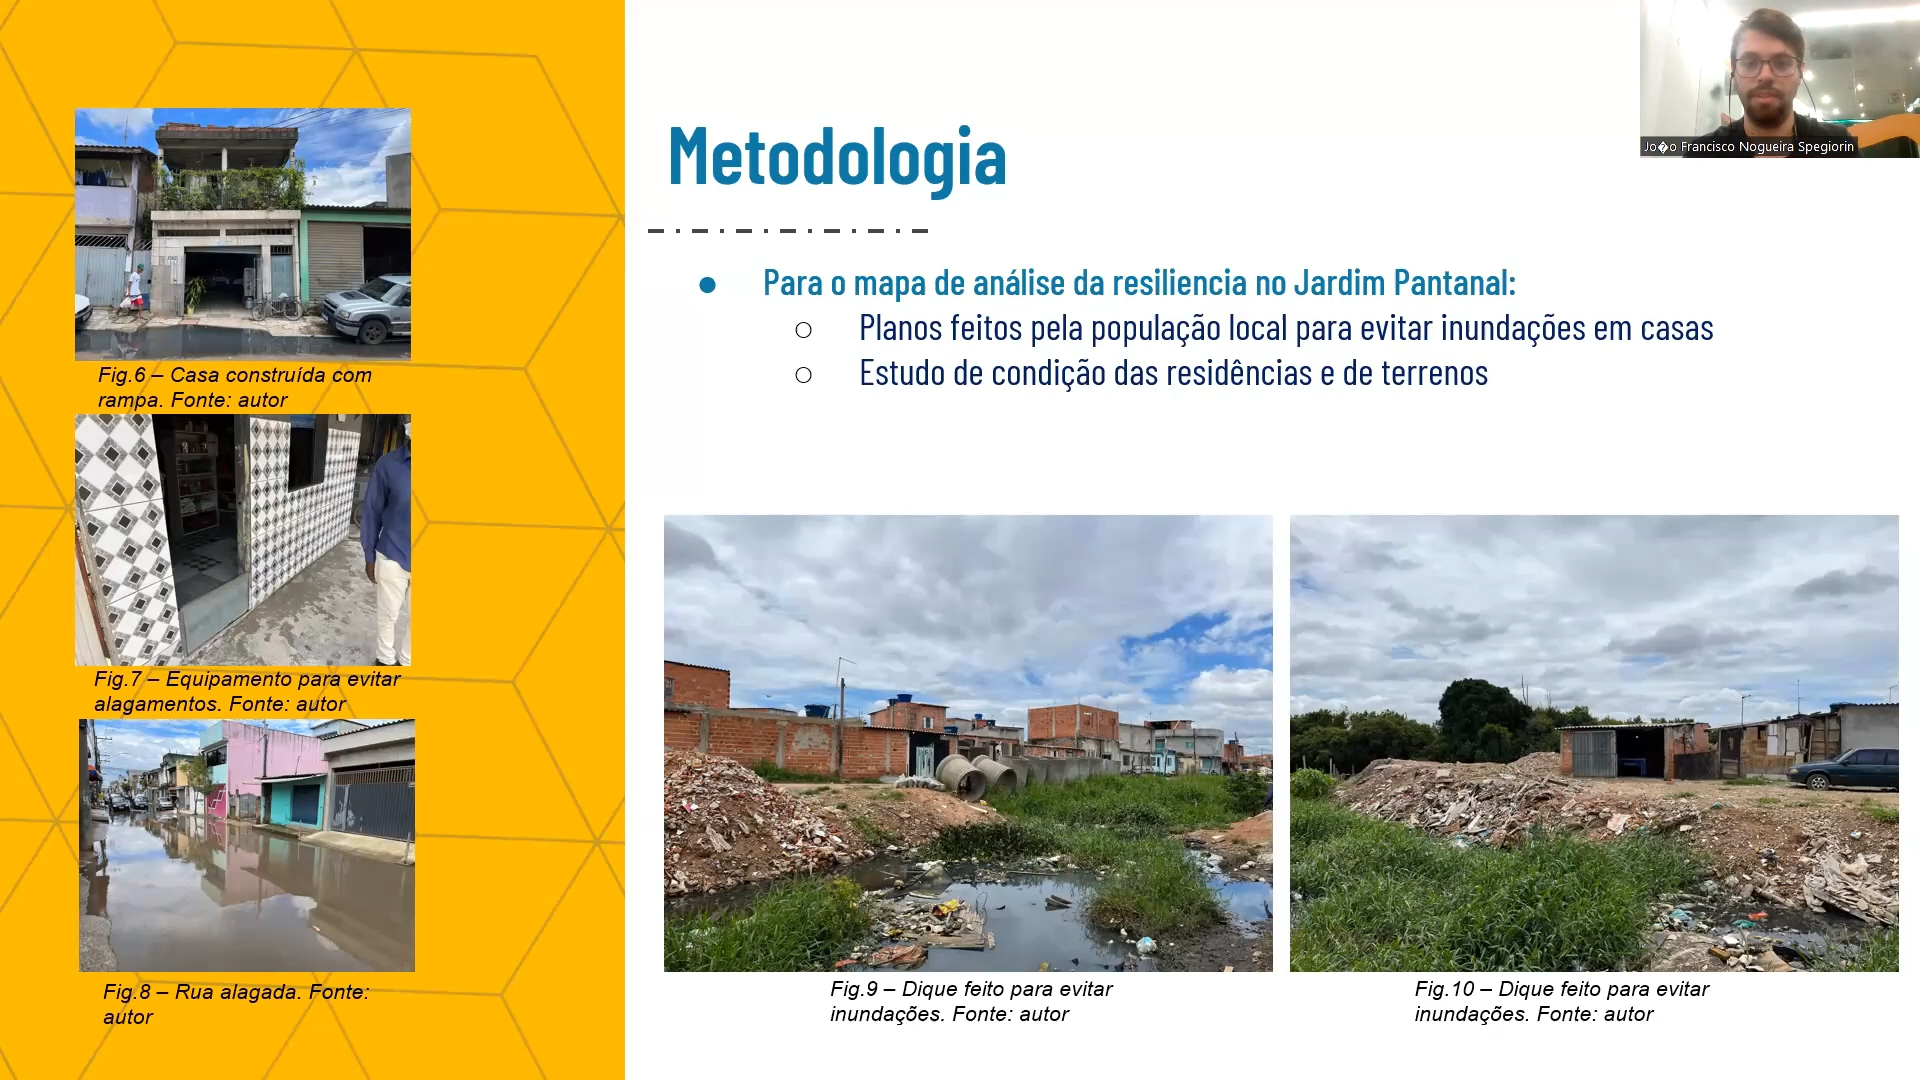 Metodologia
Jo�o Francisco Nogueira Spegiorin
● Para o mapa de análise da resiliencia no Jardim Pantanal:
○ Planos feitos pela população local para evitar inundações em casas
○ Estudo de condição das residências e de terrenos
Fig.6 – Casa construída com
rampa. Fonte: autor
Fig.7 – Equipamento para evitar
alagamentos. Fonte: autor
Fig.8 – Rua alagada. Fonte:
autor
Fig.9 – Dique feito para evitar
inundações. Fonte: autor
Fig.10 – Dique feito para evitar
inundações. Fonte: autor